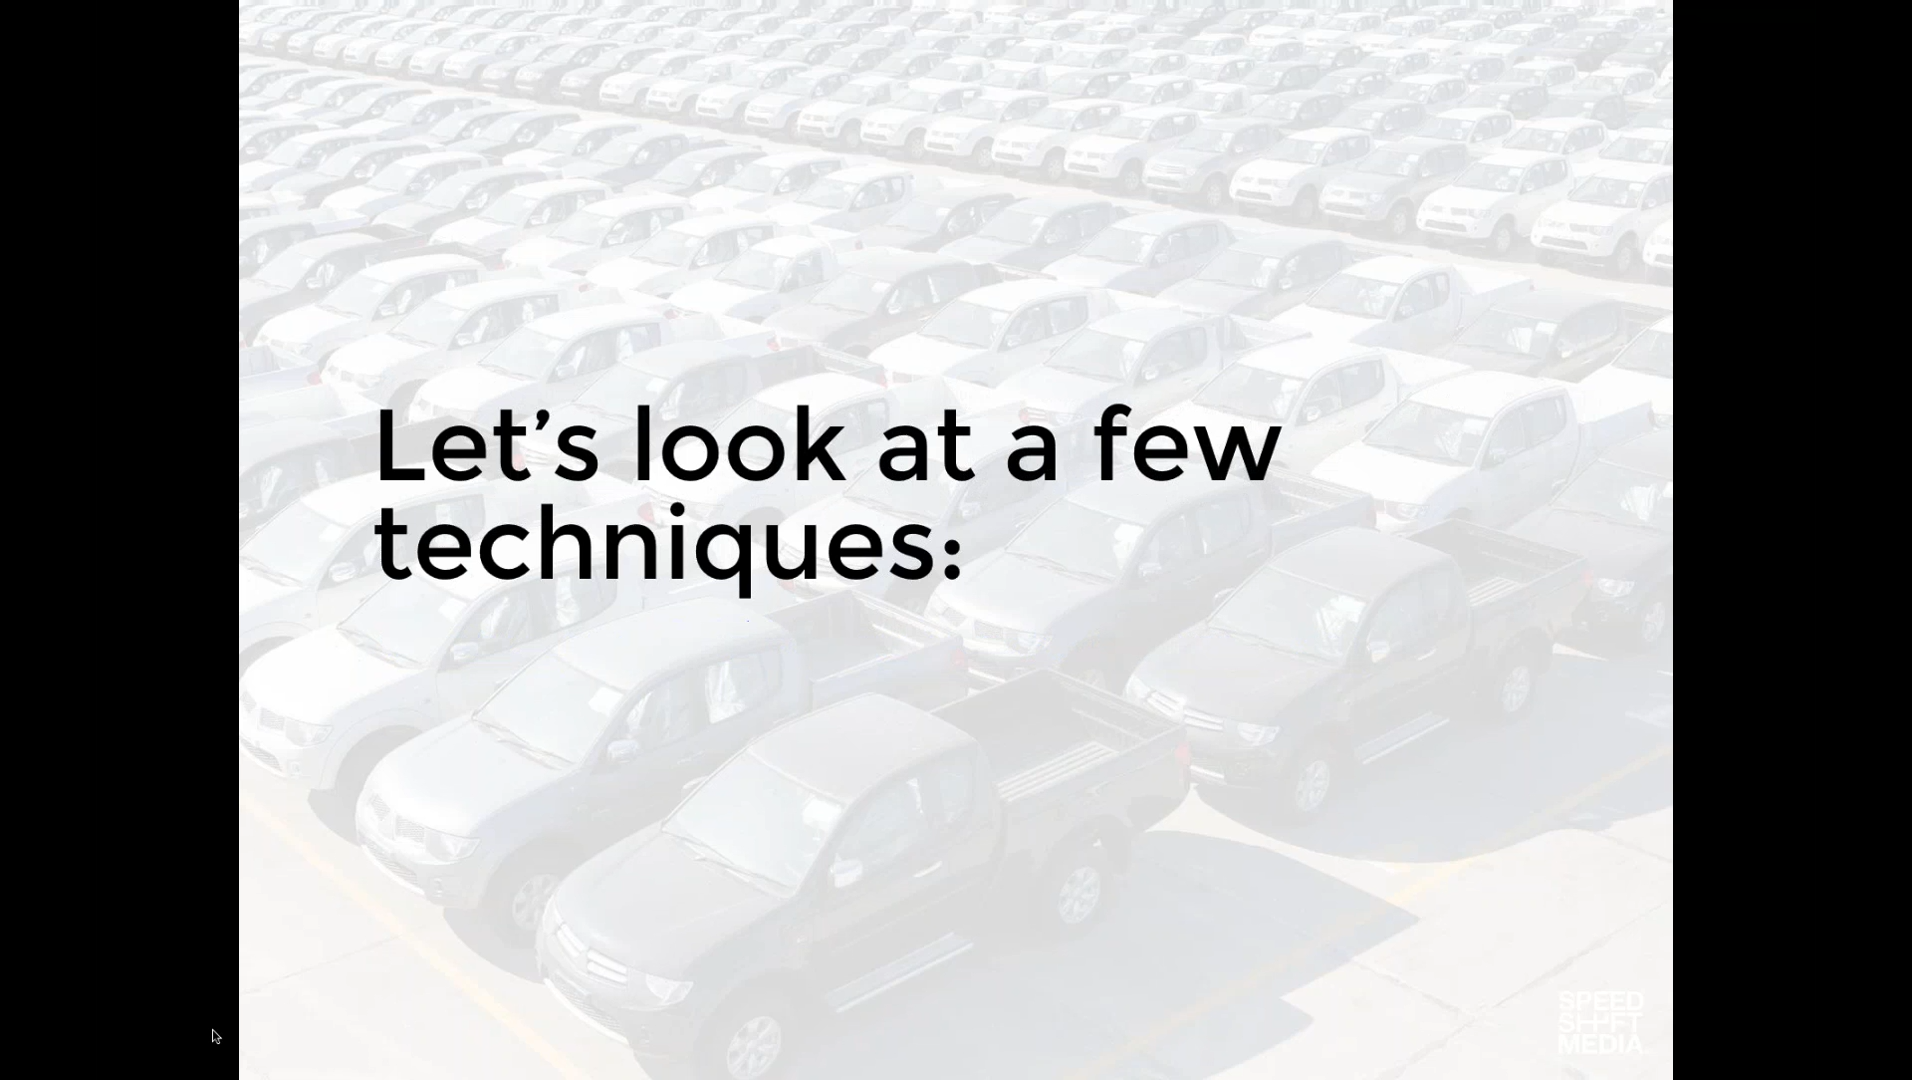 Let’s look at a few
techniques:
SPEED
SHIFT
MEDIA